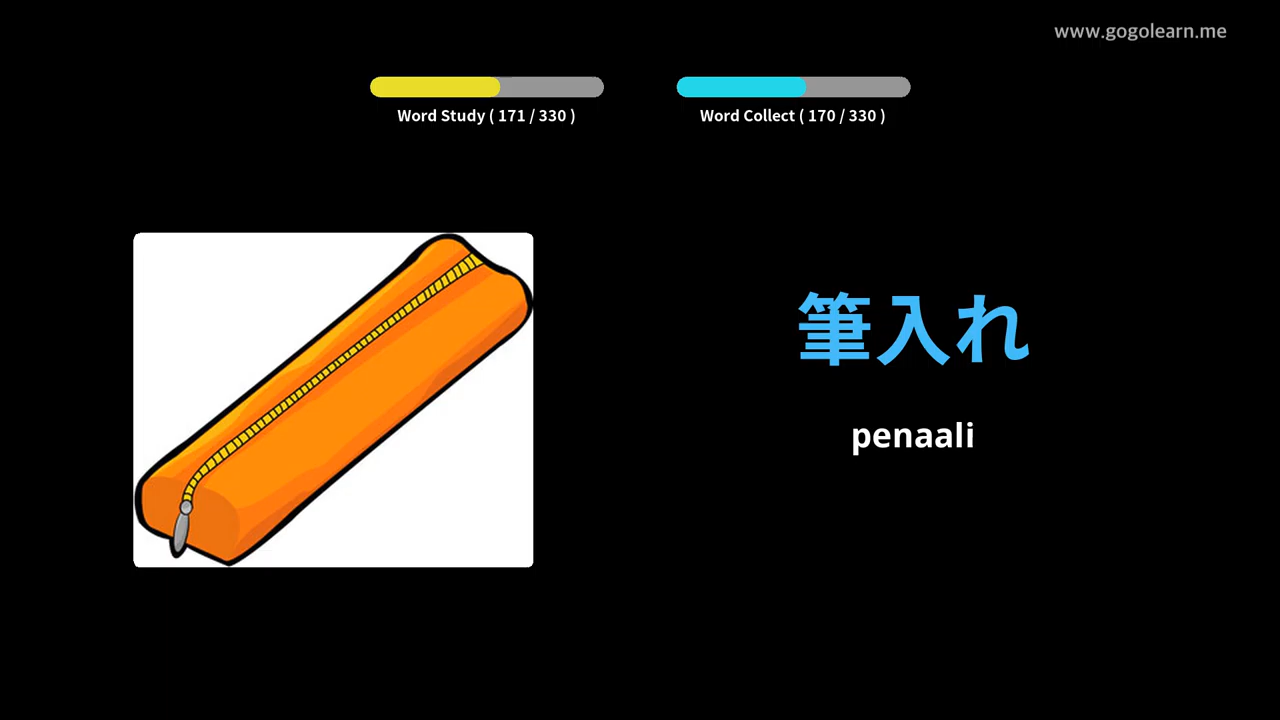 www.gogolearn.me
Word Study ( 171 / 330 )
Word Collect ( 170 / 330 )
筆入れ
penaali